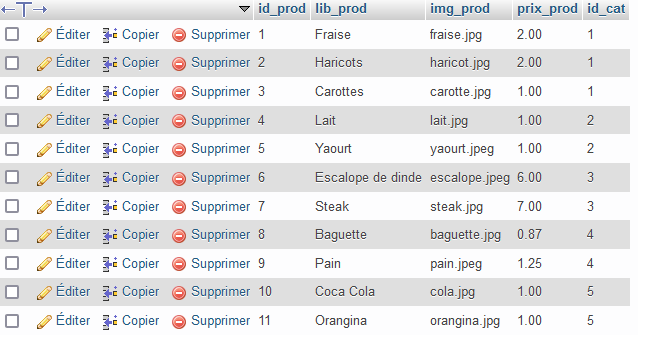 id_prod lib_prod img_prod prix_prod id_cat
Éditer Copier Supprimer 1 Fraise fraise.jpg 2.00 1
Éditer Copier Supprimer 2 Haricots haricot.jpg 2.00 1
Éditer Copier Supprimer 3 Carottes carotte.jpg 1.00 1
Éditer Copier Supprimer 4 Lait lait.jpg 1.00 2
Éditer Copier Supprimer 5 Yaourt yaourt.jpeg 1.00 2
Éditer Copier Supprimer 6 Escalope de dinde escalope.jpeg 6.00 3
Éditer Copier Supprimer 7 Steak steak.jpg 7.00 3
Éditer Copier Supprimer 8 Baguette baguette.jpg 0.87 4
Éditer Copier Supprimer 9 Pain pain.jpeg 1.25 4
Éditer Copier Supprimer 10 Coca Cola cola.jpg 1.00 5
Éditer Copier Supprimer 11 Orangina orangina.jpg 1.00 5